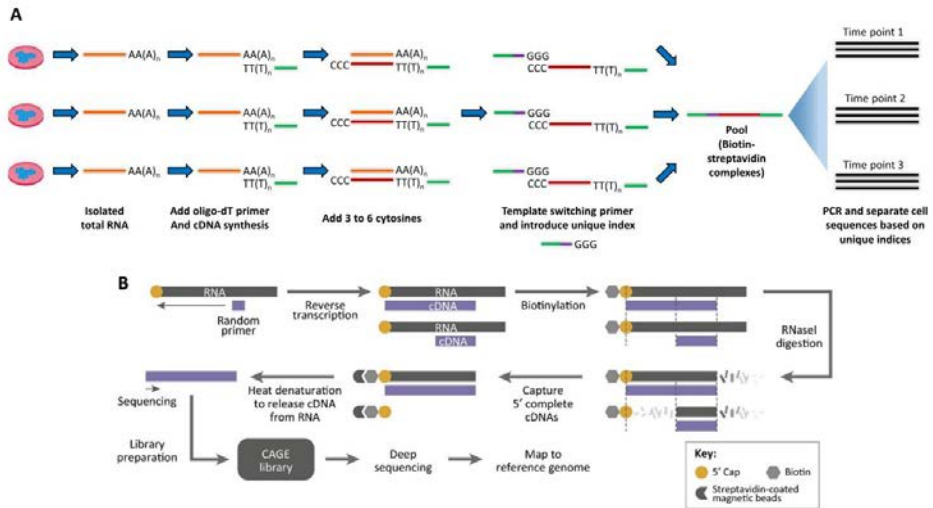 A
AA(A)n
AA(A)n
TT(T)n
AA(A)n
CCC
TT(T)n
GGG
CCC
TT(T)n
AA(A)n
AA(A)n
TT(T)n
AA(A)n
CCC
TT(T)n
GGG
CCC
TT(T)n
AA(A)n
AA(A)n
TT(T)n
AA(A)n
CCC
TT(T)n
GGG
CCC
TT(T)n
Pool
(Biotin-
streptavidin
complexes)
Time point 1
Time point 2
Time point 3
Isolated
total RNA
Add oligo-dT primer
And cDNA synthesis
Add 3 to 6 cytosines
Template switching primer
and introduce unique index
GGG
PCR and separate cell
sequences based on
unique indices
B
RNA
Random
primer
Reverse
transcription
RNA
cDNA
RNA
cDNA
Biotinylation
RNaseI
digestion
Capture
5′ complete
cDNAs
Heat denaturation
to release cDNA
from RNA
Sequencing
Library
preparation
CAGE
library
Deep
sequencing
Map to
reference genome
Key:
5′ Cap
Biotin
Streptavidin-coated
magnetic beads